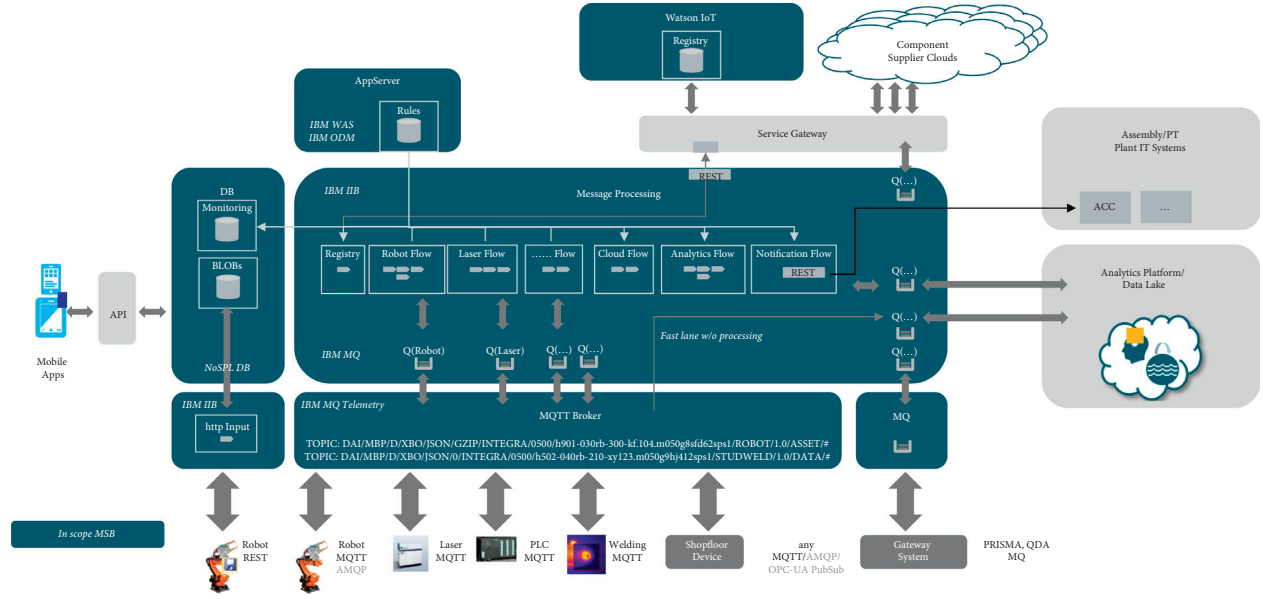 Watson IoT
Registry
Component
Supplier Clouds
AppServer
Rules
IBM WAS
IBM ODM
Service Gateway
Assembly/PT
Plant IT Systems
ACC
...
DB
Monitoring
BLOBs
NoSPL DB
IBM IIB
Message Processing
REST
Q(...)
Registry
Robot Flow
Laser Flow
...... Flow
Cloud Flow
Analytics Flow
Notification Flow
REST
Q(...)
Analytics Platform/
Data Lake
API
Mobile
Apps
Q(...)
Fast lane w/o processing
IBM MQ
Q(Robot)
Q(Laser)
Q(...)
Q(...)
Q(...)
IBM IIB
http Input
IBM MQ Telemetry
MQTT Broker
TOPIC: DAI/MBP/D/XBO/JSON/GZIP/INTEGRA/0500/h901-030rb-300-kf.104.m050g8sfd62sps1/ROBOT/1.0/ASSET/#
TOPIC: DAI/MBP/D/XBO/JSON/0/INTEGRA/0500/h502-040rb-210-xy123.m050g9hj412sps1/STUDWELD/1.0/DATA/#
MQ
In scope MSB
Robot
REST
Robot
MQTT
AMQP
Laser
MQTT
PLC
MQTT
Welding
MQTT
Shopfloor
Device
any
MQTT/AMQP/
OPC-UA PubSub
Gateway
System
PRISMA, QDA
MQ